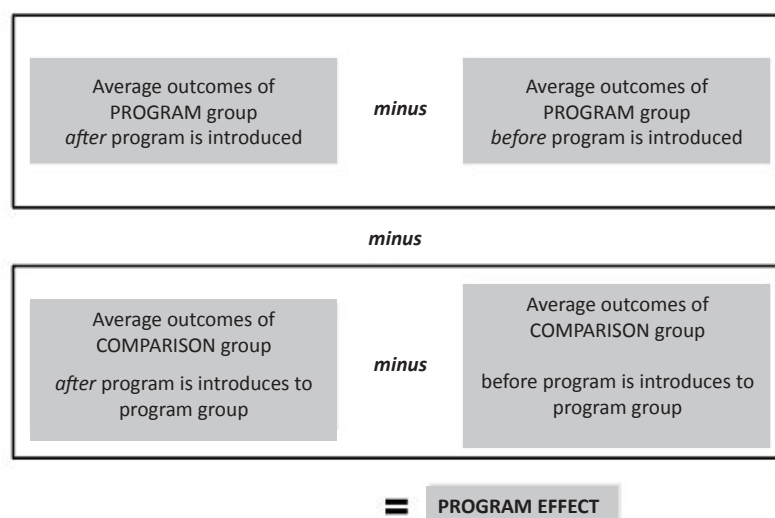 Average outcomes of
PROGRAM group
after program is introduced
minus
Average outcomes of
PROGRAM group
before program is introduced
minus
Average outcomes of
COMPARISON group
after program is introduces to
program group
minus
Average outcomes of
COMPARISON group
before program is introduces to
program group
= PROGRAM EFFECT